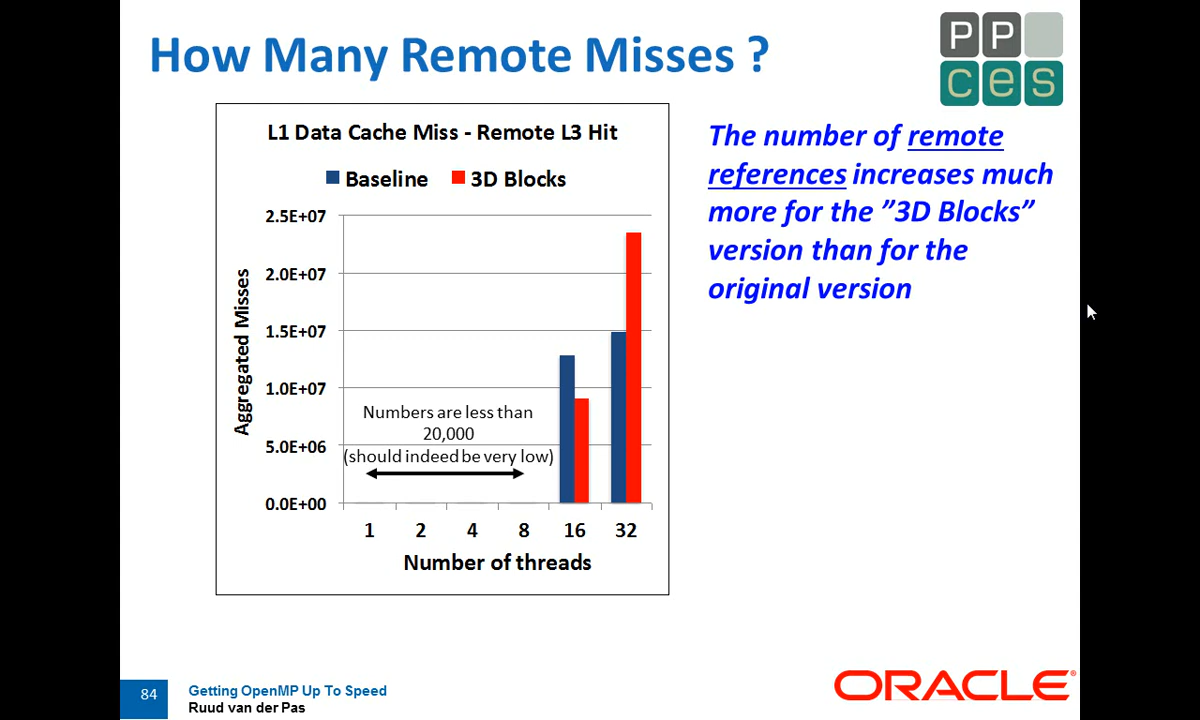 How Many Remote Misses ?
PP
ces
L1 Data Cache Miss - Remote L3 Hit
Baseline 3D Blocks
2.5E+07
2.0E+07
1.5E+07
1.0E+07
5.0E+06
0.0E+00
Aggregated Misses
Numbers are less than
20,000
(should indeed be very low)
1 2 4 8 16 32
Number of threads
The number of remote
references increases much
more for the ”3D Blocks”
version than for the
original version
84
Getting OpenMP Up To Speed
Ruud van der Pas
ORACLE®